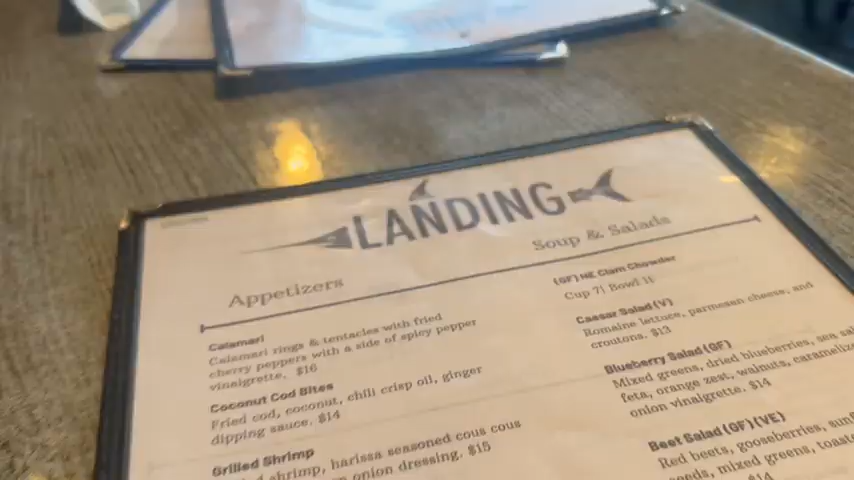 LANDING
Appetizers
Calamari
Calamari rings & tentacles with fried
cherry peppers with a side of spicy pepper
vinaigrette. $16
Coconut Cod Bites
Fried cod, coconut, chili crisp oil, ginger
dipping sauce. $14
Grilled Shrimp
shrimp, harissa seasoned cous cous
onion dressing. $15
Soup & Salads
(GF) NE Clam Chowder
Cup 7| Bowl 11
Caesar Salad (V)
Romaine lettuce, parmesan cheese, and
croutons. $13
Blueberry Salad (GF)
Mixed greens, dried blueberries, sea
feta, orange zest, walnuts,
onion vinaigrette. $14
Beet Salad (GF)(VE)
Red beets, gooseberries,
mixed greens,
$14